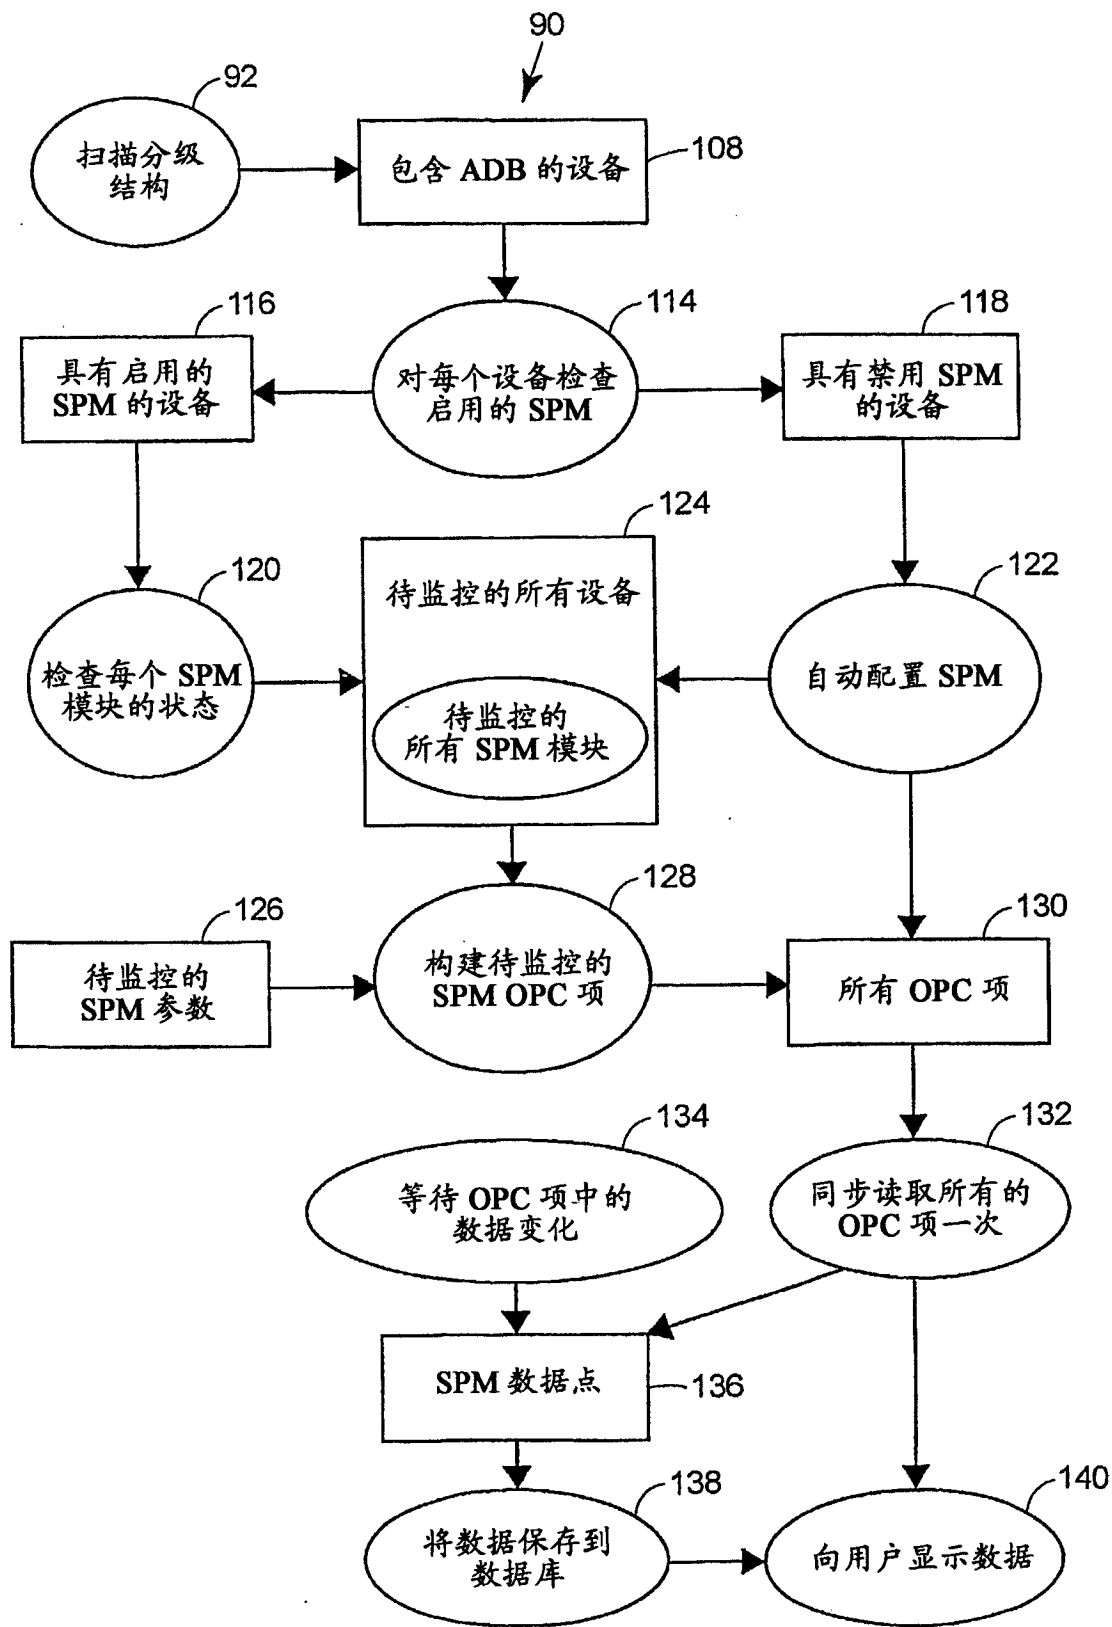 90
92
扫描分级
结构
包含 ADB 的设备
108
116
114
118
具有启用的
SPM 的设备
对每个设备检查
启用的 SPM
具有禁用 SPM
的设备
124
120
122
待监控的所有设备
检查每个 SPM
模块的状态
自动配置 SPM
待监控的
所有 SPM 模块
128
126
130
待监控的
SPM 参数
构建待监控的
SPM OPC 项
所有 OPC 项
134
132
等待 OPC 项中的
数据变化
同步读取所有的
OPC 项一次
SPM 数据点
136
138
140
将数据保存到
数据库
向用户显示数据